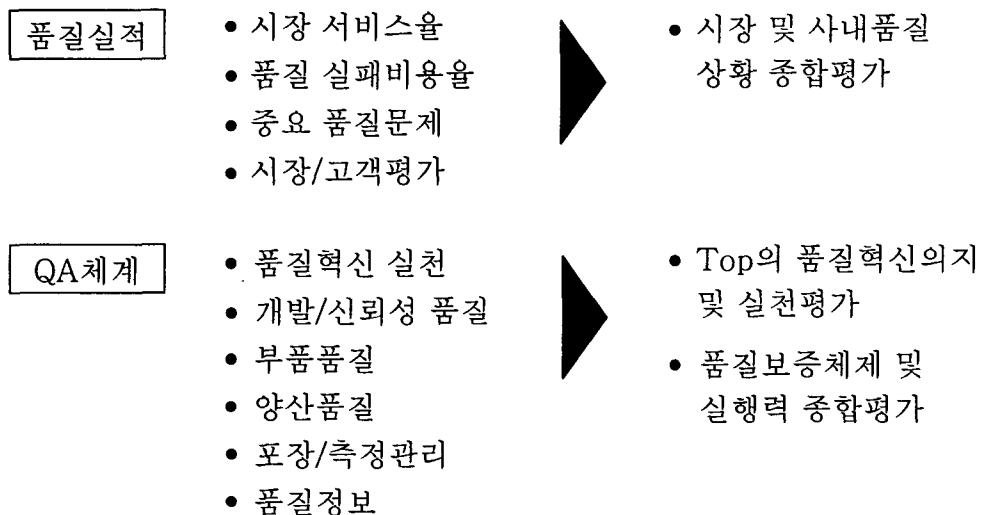 품질실적
• 시장 서비스율
• 품질 실패비용율
• 중요 품질문제
• 시장/고객평가
• 시장 및 사내품질
상황 종합평가
QA체계
• 품질혁신 실천
• 개발/신뢰성 품질
• 부품품질
• 양산품질
• 포장/측정관리
• 품질정보
• Top의 품질혁신의지
및 실천평가
• 품질보증체제 및
실행력 종합평가